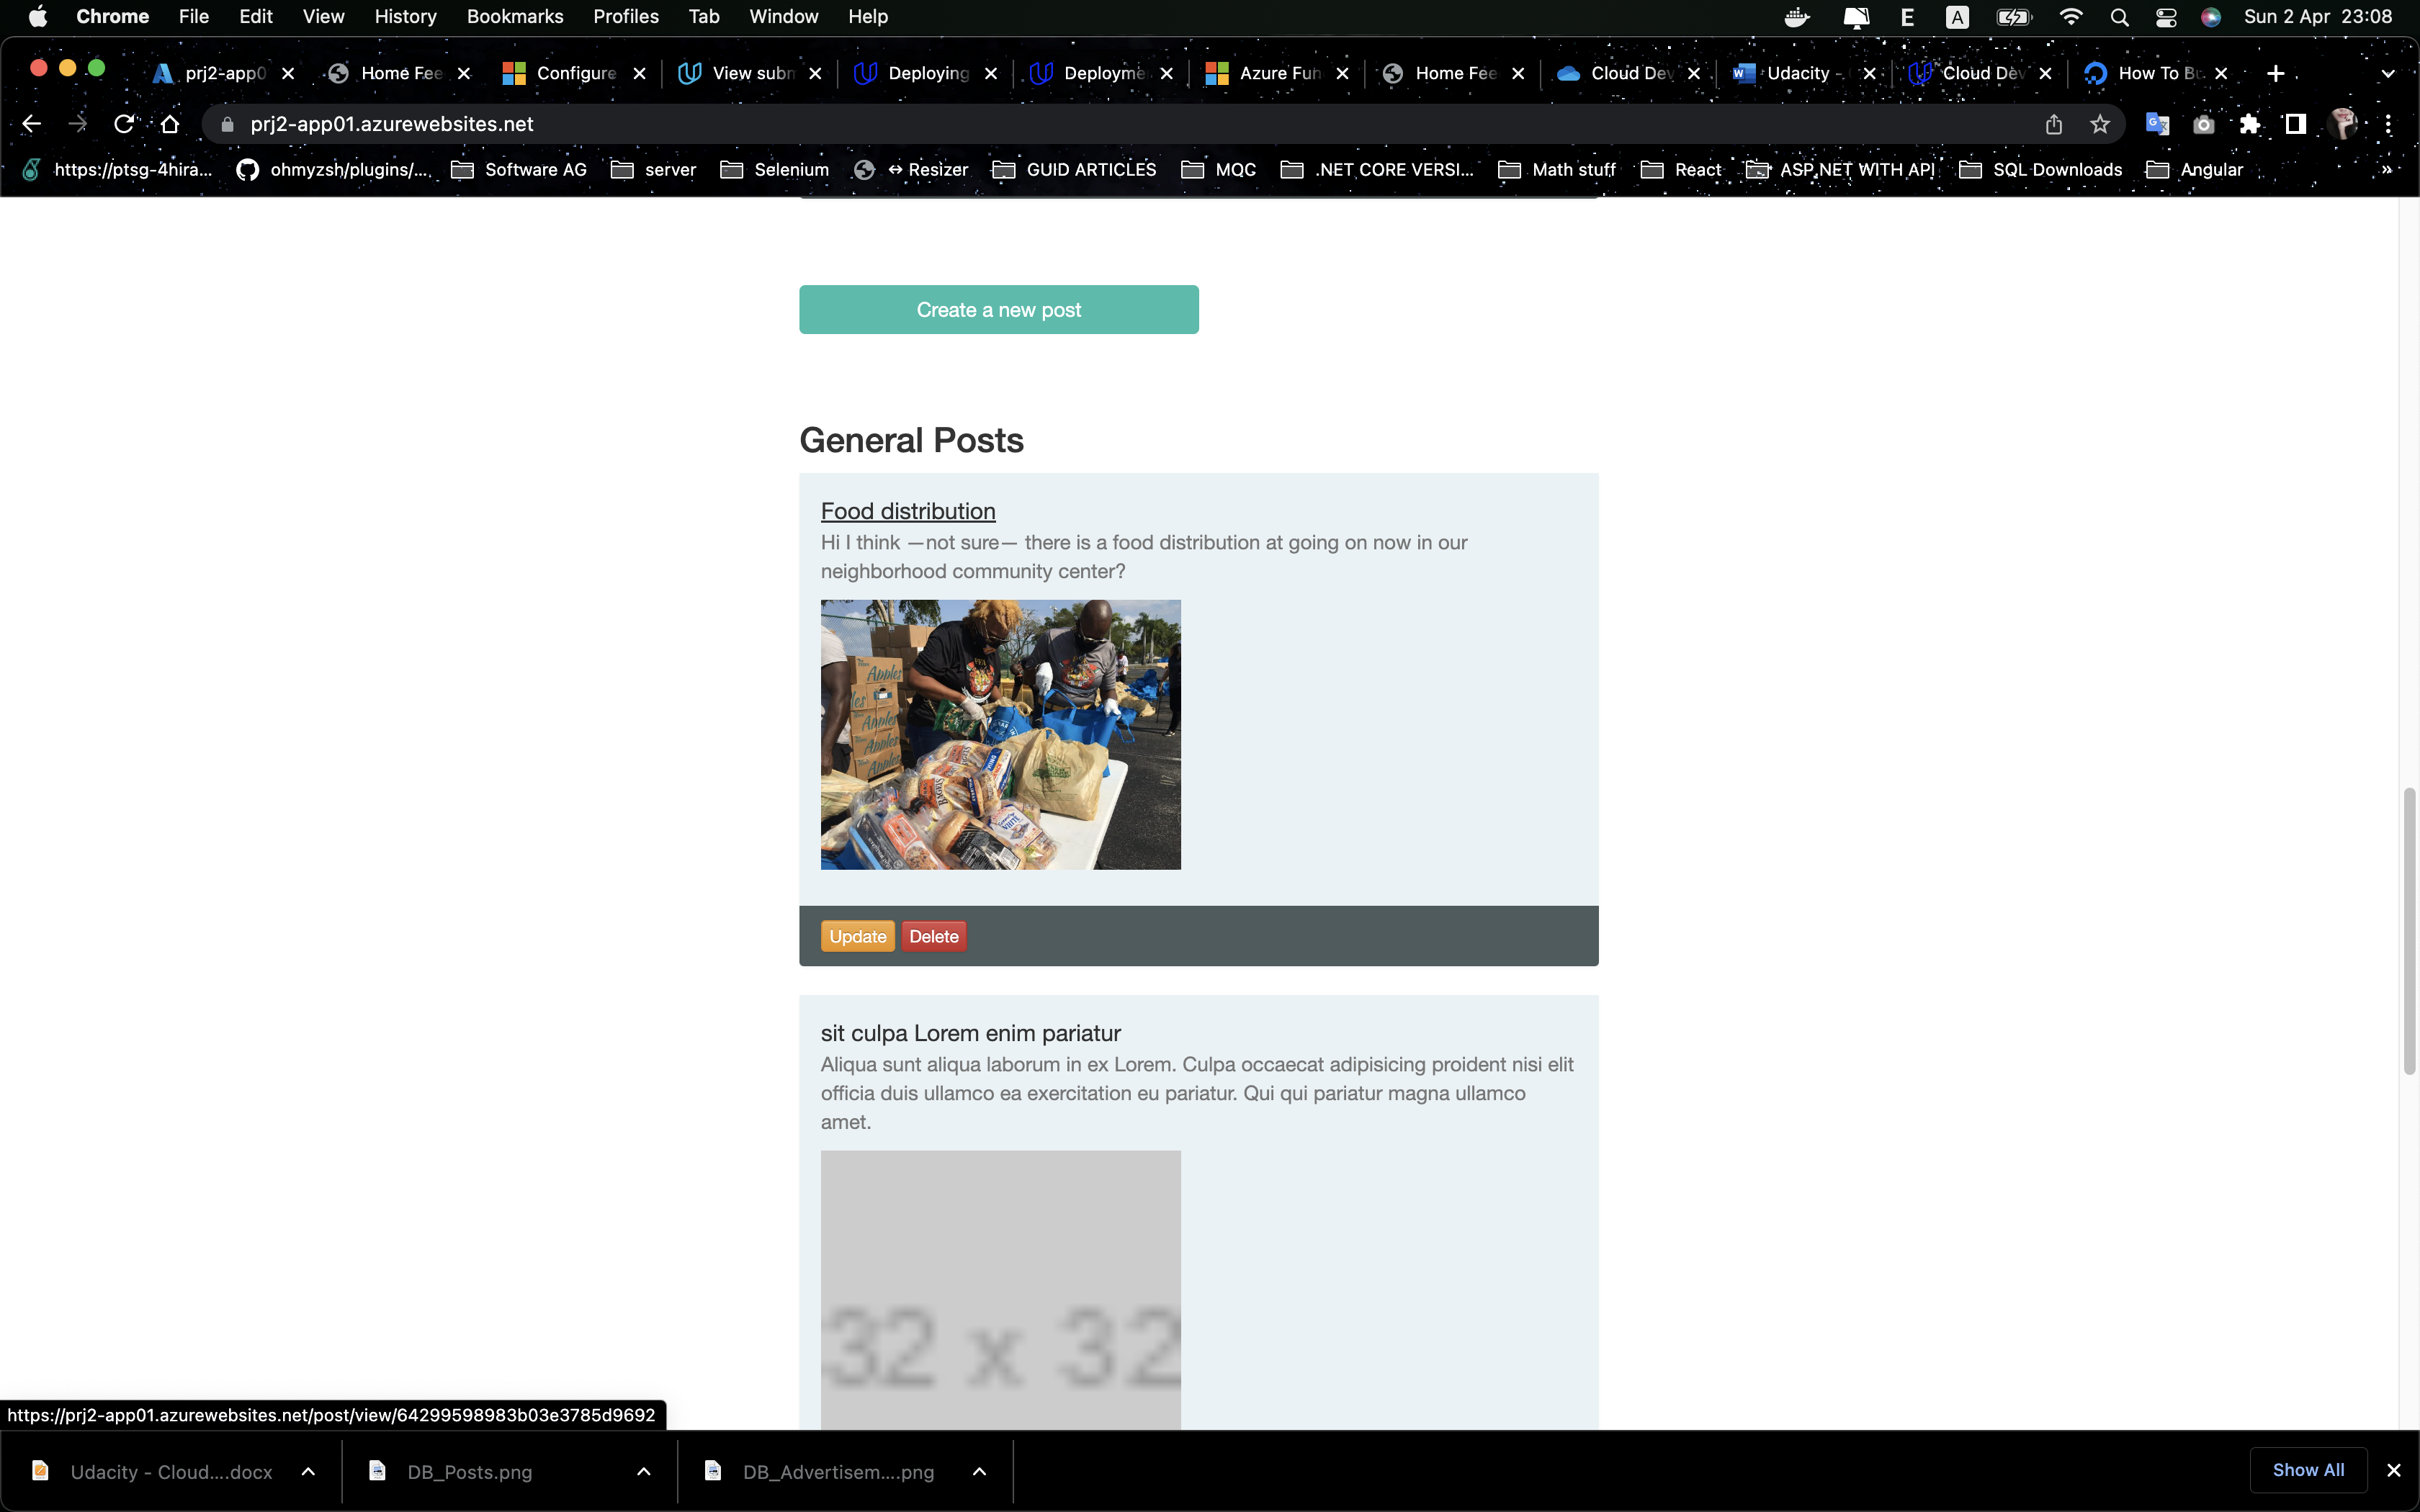 Chrome File Edit View History Bookmarks Profiles Tab Window Help E A Sun 2 Apr 23:08
prj2-app0 Home Fee Configure View subm Deploying Deployme Azure Fun Home Fee Cloud Dev Udacity - Cloud Dev How To Bu
prj2-app01.azurewebsites.net
https://ptsg-4hira... ohmyzsh/plugins/... Software AG server Selenium ↔ Resizer GUID ARTICLES MQC .NET CORE VERSI... Math stuff React ASP.NET WITH API SQL Downloads Angular »
Create a new post
General Posts
Food distribution
Hi I think —not sure— there is a food distribution at going on now in our
neighborhood community center?
Apples
Apples
Apples
Apples
Update Delete
sit culpa Lorem enim pariatur
Aliqua sunt aliqua laborum in ex Lorem. Culpa occaecat adipisicing proident nisi elit
officia duis ullamco ea exercitation eu pariatur. Qui qui pariatur magna ullamco
amet.
32 x 32
https://prj2-app01.azurewebsites.net/post/view/64299598983b03e3785d9692
Udacity - Cloud....docx DB_Posts.png DB_Advertisem....png Show All